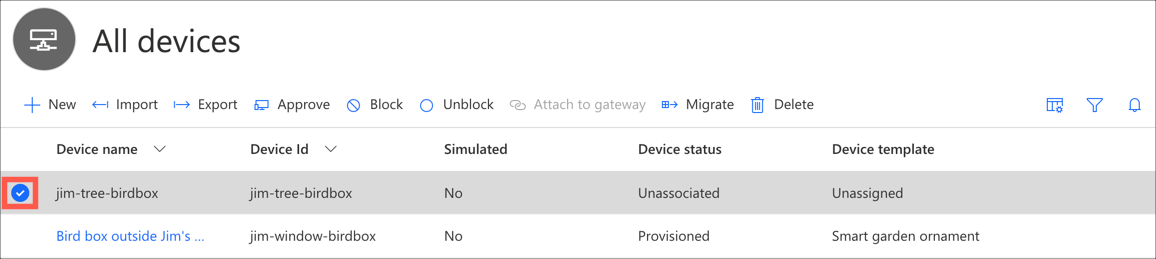 All devices
New Import Export Approve Block Unblock Attach to gateway Migrate Delete
Device name Device Id Simulated Device status Device template
jim-tree-birdbox jim-tree-birdbox No Unassociated Unassigned
Bird box outside Jim's ... jim-window-birdbox No Provisioned Smart garden ornament